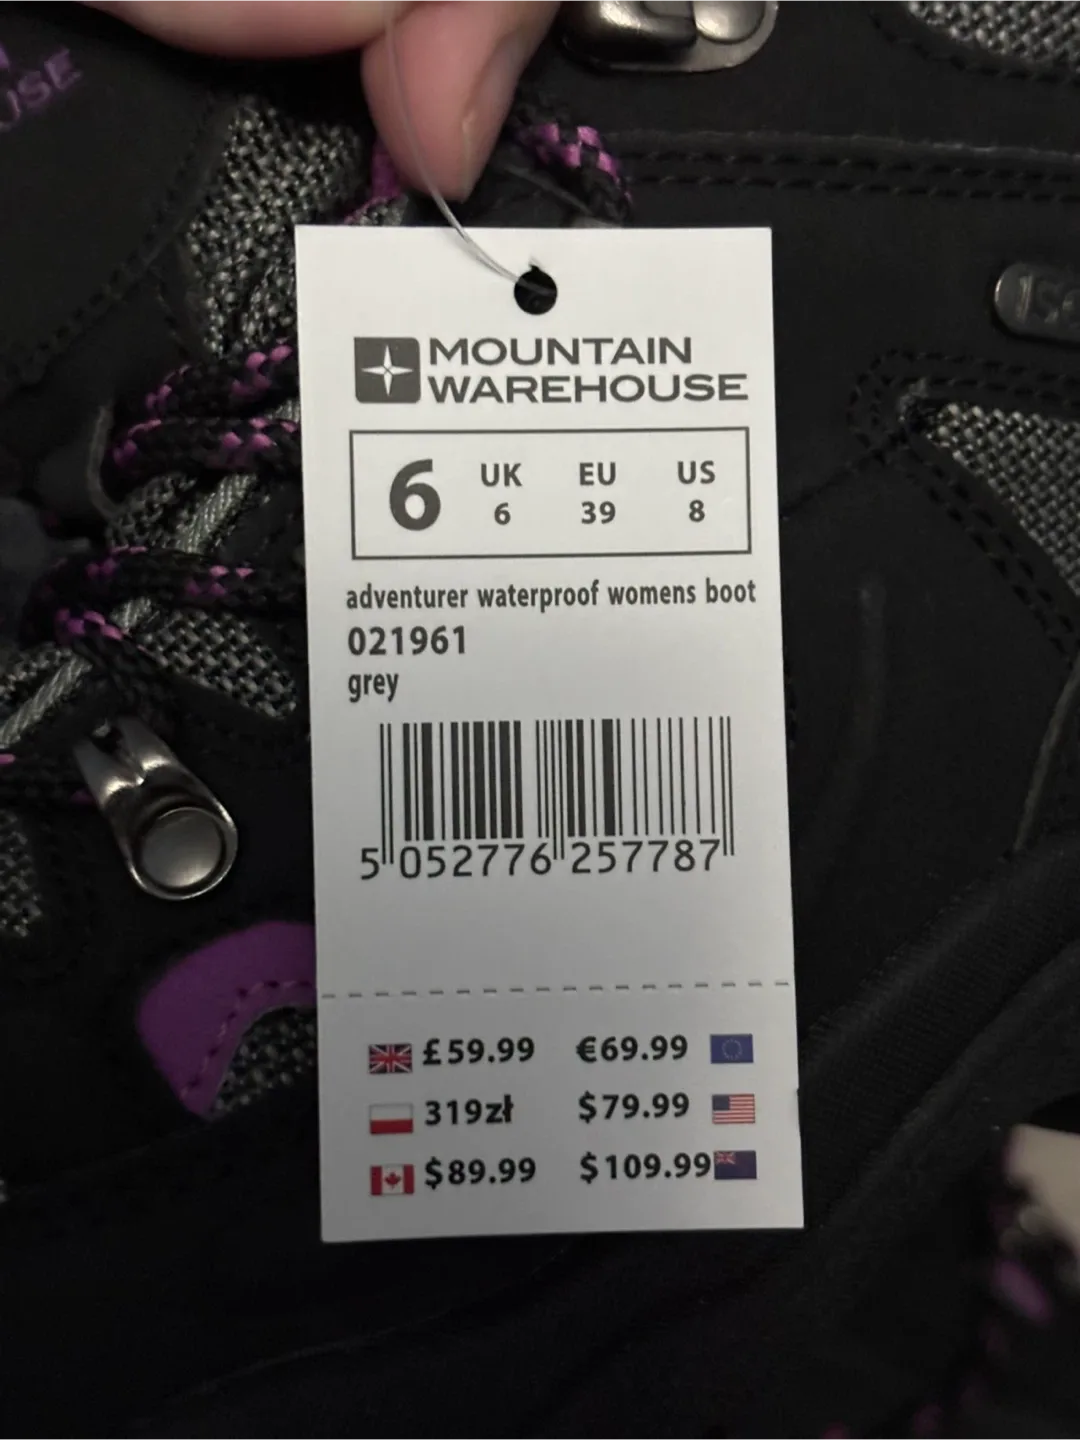 USE
MOUNTAIN
WAREHOUSE
6 UK EU US
6 39 8
adventurer waterproof womens boot
021961
grey
5 052776 257787
£59.99 €69.99
319zł $79.99
$89.99 $109.99